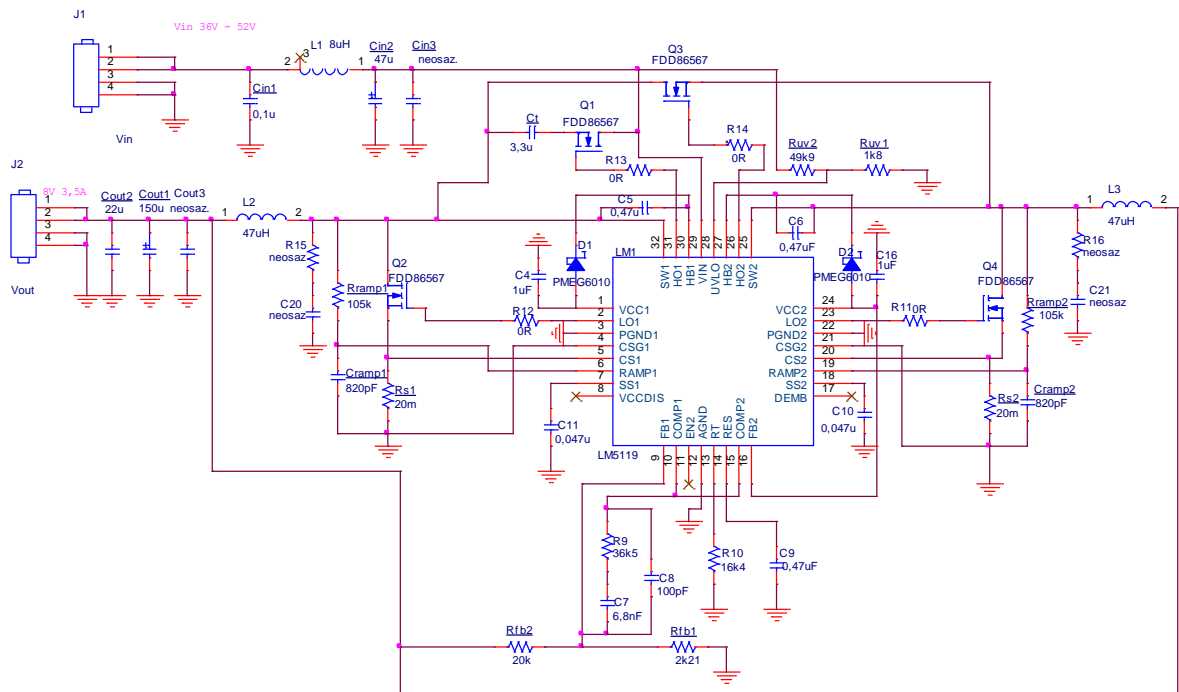 J1
Vin 36V - 52V
1
2
3
4
Vin
L1 8uH
2
3
1
Cin1
0,1u
Cin2
47u
Cin3
neosaz.
Q3
FDD86567
Q1
FDD86567
Ct
3,3u
R14
0R
R13
0R
Ruv2
49k9
Ruv1
1k8
J2
8V 3,5A
1
2
3
4
Vout
Cout2
22u
Cout1
150u
Cout3
neosaz.
1
L2
2
47uH
C5
0,47u
C6
0,47uF
1
L3
2
47uH
R15
neosaz
C20
neosaz
Rramp1
105k
Q2
FDD86567
C4
1uF
D1
PMEG6010
LM1
D2
PMEG6010
C16
1uF
Q4
FDD86567
Rramp2
105k
R16
neosaz
C21
neosaz
R12
0R
R11
0R
32
31
30
29
28
27
26
25
SW1
HO1
HB1
VIN
UVLO
HB2
HO2
SW2
1
2
3
4
5
6
7
8
VCC1
LO1
PGND1
CSG1
CS1
RAMP1
SS1
VCCDIS
24
23
22
21
20
19
18
17
VCC2
LO2
PGND2
CSG2
CS2
RAMP2
SS2
DEMB
FB1
COMP1
EN2
AGND
RT
RES
COMP2
FB2
9
10
11
12
13
14
15
16
LM5119
Cramp1
820pF
Rs1
20m
C11
0,047u
C10
0,047u
Rs2
20m
Cramp2
820pF
R9
36k5
C7
6,8nF
C8
100pF
R10
16k4
C9
0,47uF
Rfb2
20k
Rfb1
2k21